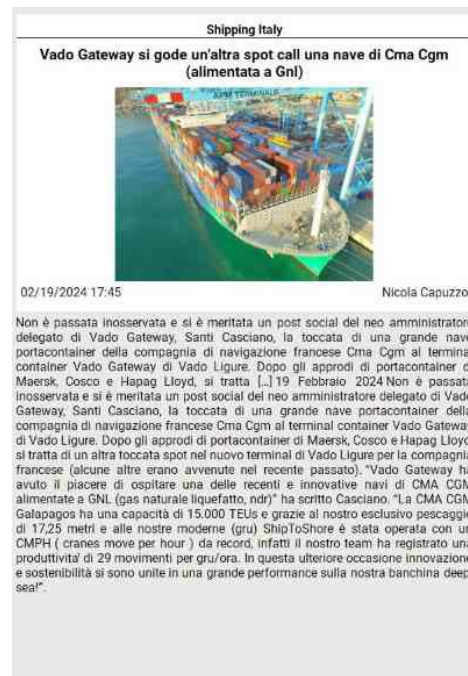 Shipping Italy
Vado Gateway si gode un'altra spot call una nave di Cma Cgm
(alimentata a Gnl)
APM TERMINALS
02/19/2024 17:45
Nicola Capuzzo
Non è passata inosservata e si è meritata un post social del neo amministratore
delegato di Vado Gateway, Santi Casciano, la toccata di una grande nave
portacontainer della compagnia di navigazione francese Cma Cgm al terminal
container Vado Gateway di Vado Ligure. Dopo gli approdi di portacontainer d
Maersk, Cosco e Hapag Lloyd, si tratta [...] 19 Febbraio 2024 Non è passata
inosservata e si è meritata un post social del neo amministratore delegato di Vado
Gateway, Santi Casciano, la toccata di una grande nave portacontainer della
compagnia di navigazione francese Cma Cgm al terminal container Vado Gateway
di Vado Ligure. Dopo gli approdi di portacontainer di Maersk, Cosco e Hapag Lloyd
si tratta di un altra toccata spot nel nuovo terminal di Vado Ligure per la compagnia
francese (alcune altre erano avvenute nel recente passato). "Vado Gateway ha
avuto il piacere di ospitare una delle recenti e innovative navi di CMA CGM
alimentate a GNL (gas naturale liquefatto, ndr)" ha scritto Casciano. "La CMA CGM
Galapagos ha una capacità di 15.000 TEUs e grazie al nostro esclusivo pescaggio
di 17,25 metri e alle nostre moderne (gru) ShipToShore è stata operata con un
CMPH ( cranes move per hour ) da record, infatti il nostro team ha registrato una
produttivita' di 29 movimenti per gru/ora. In questa ulteriore occasione innovazione
e sostenibilità si sono unite in una grande performance sulla nostra banchina deep
sea!".